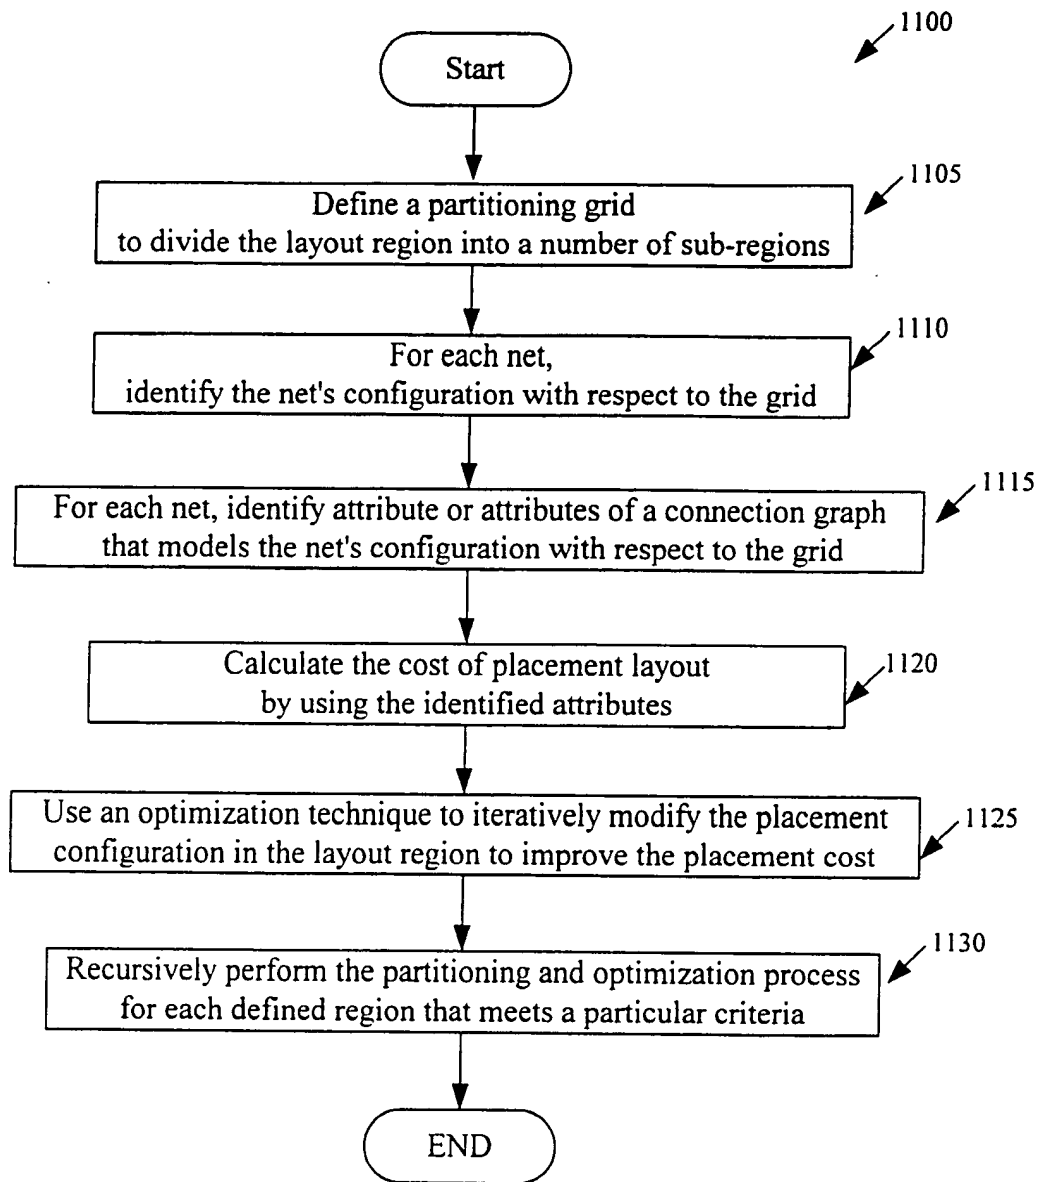 1100
Start
1105
Define a partitioning grid
to divide the layout region into a number of sub-regions
1110
For each net,
identify the net's configuration with respect to the grid
1115
For each net, identify attribute or attributes of a connection graph
that models the net's configuration with respect to the grid
1120
Calculate the cost of placement layout
by using the identified attributes
1125
Use an optimization technique to iteratively modify the placement
configuration in the layout region to improve the placement cost
1130
Recursively perform the partitioning and optimization process
for each defined region that meets a particular criteria
END